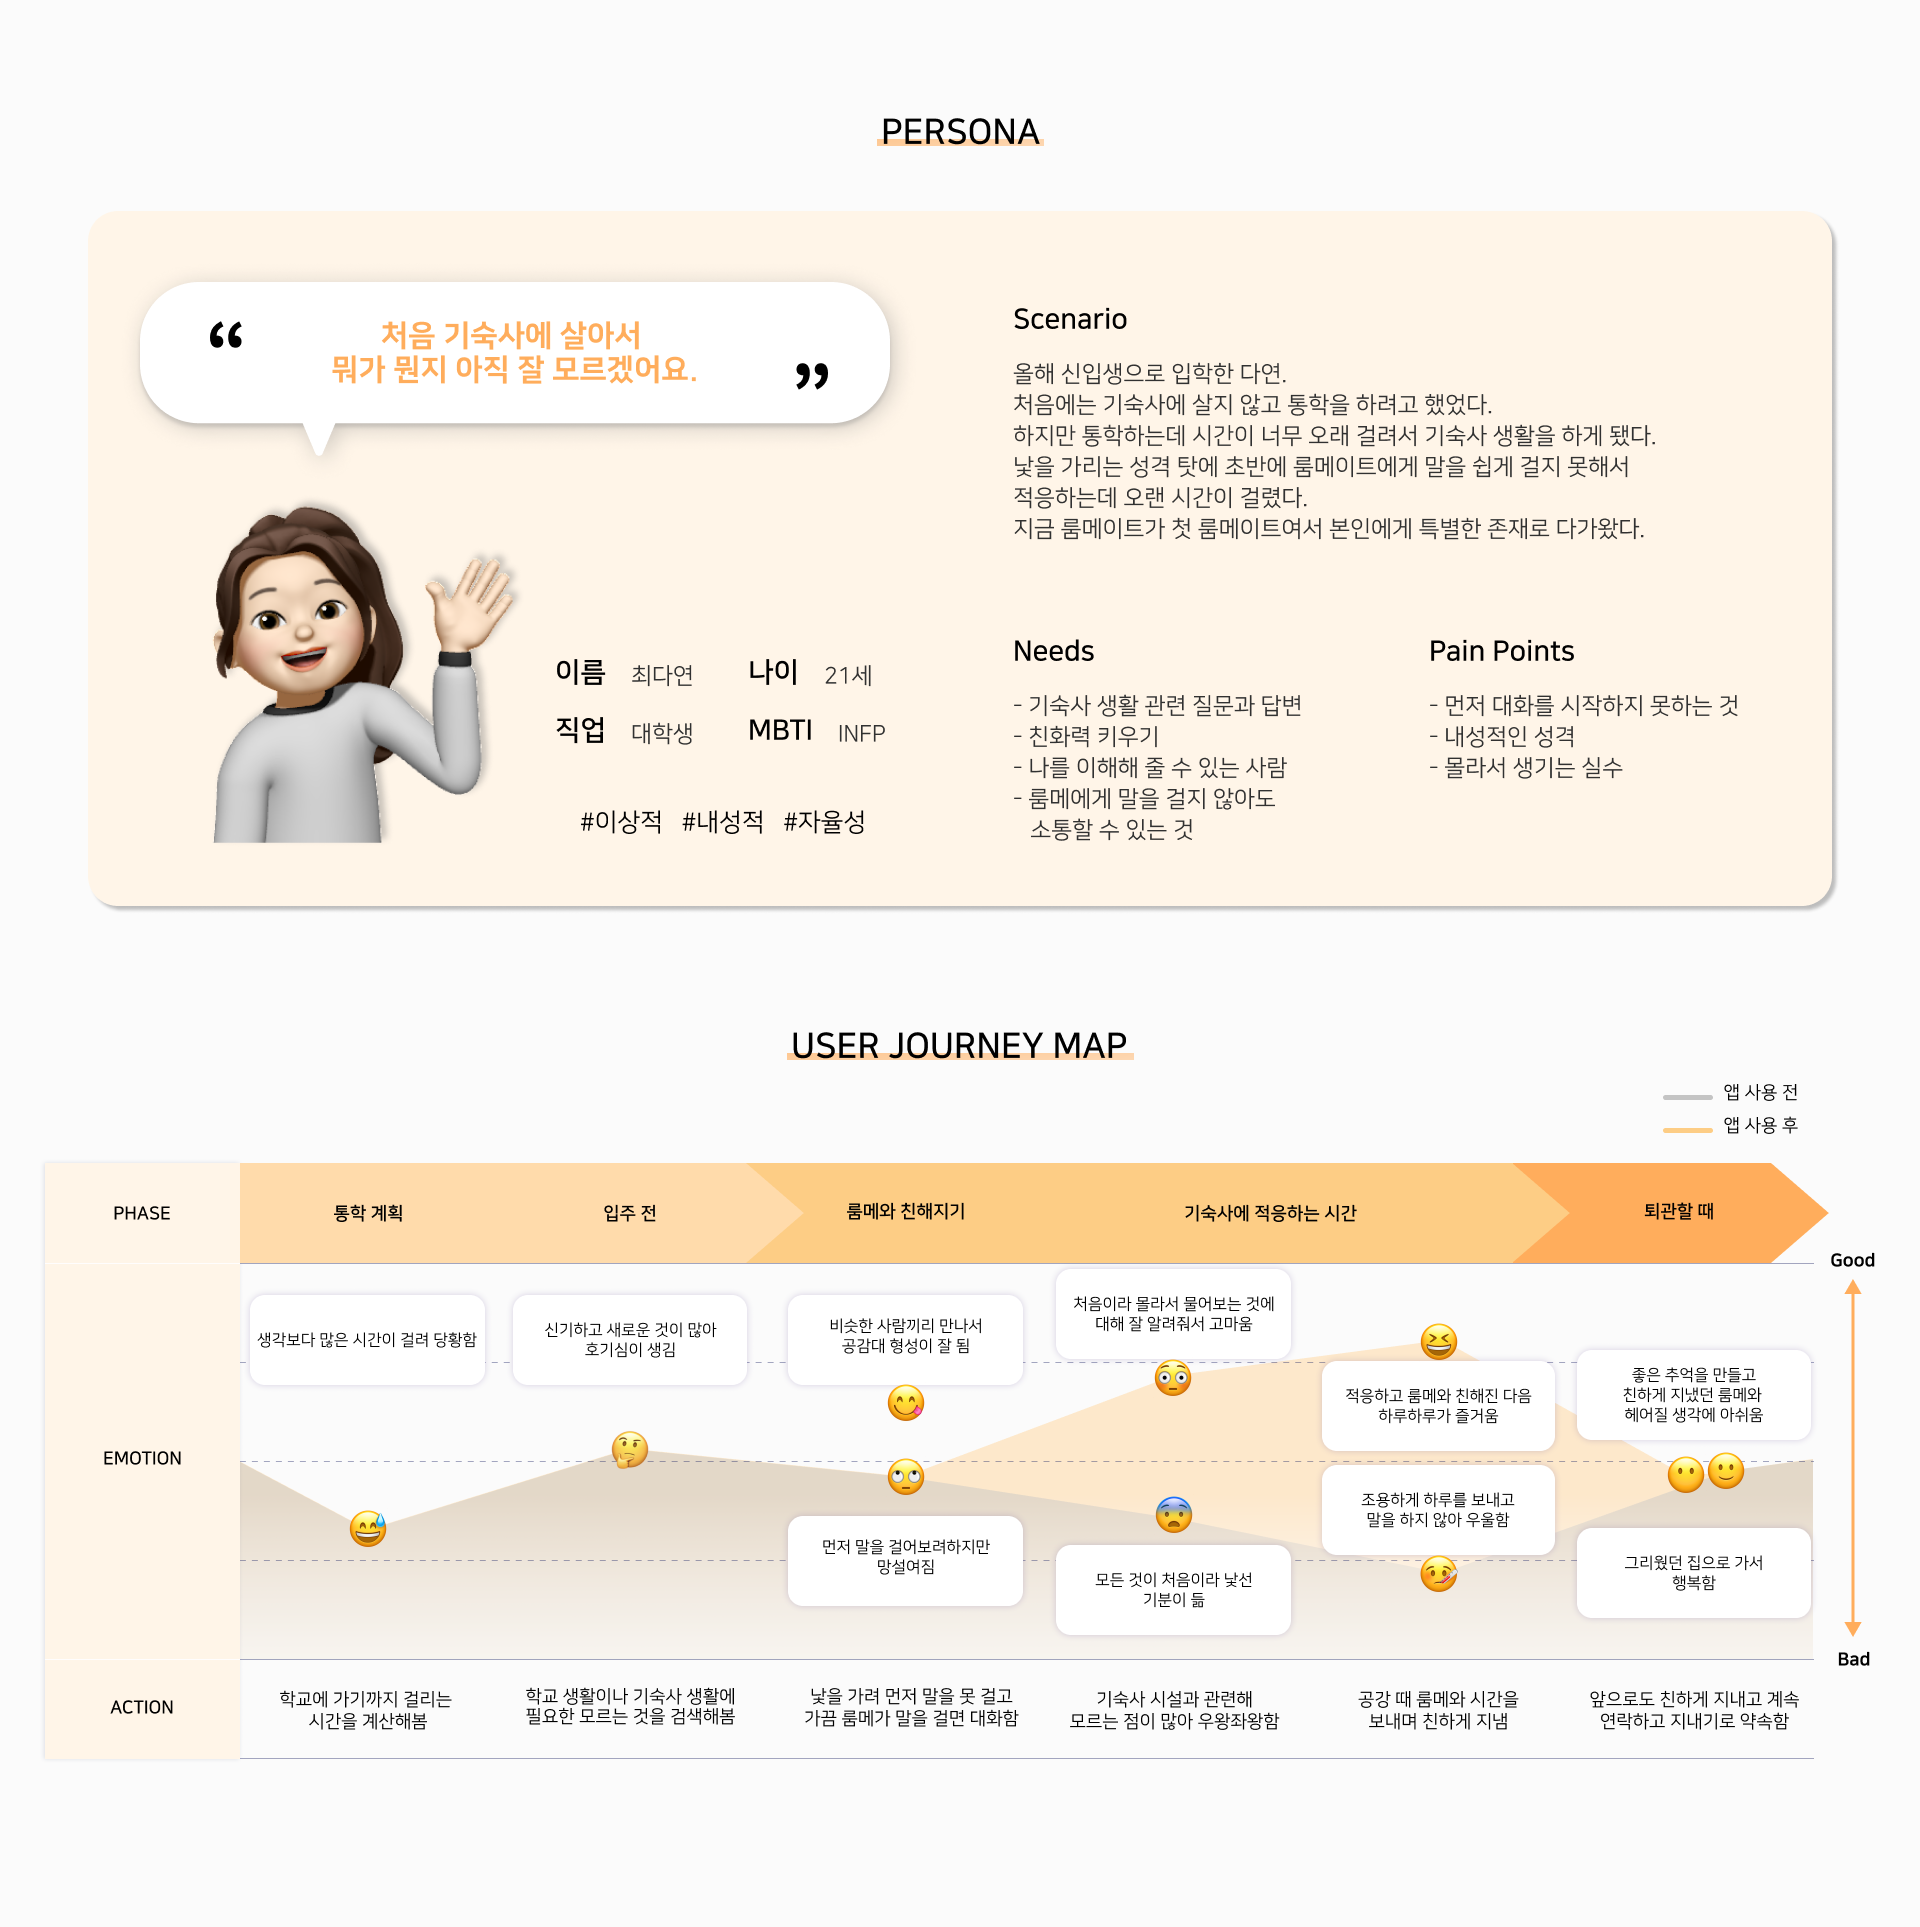 PERSONA
“ 처음 기숙사에 살아서
뭐가 뭔지 아직 잘 모르겠어요. ”
이름 최다연 나이 21세
직업 대학생 MBTI INFP
#이상적 #내성적 #자율성
Scenario
올해 신입생으로 입학한 다연.
처음에는 기숙사에 살지 않고 통학을 하려고 했었다.
하지만 통학하는데 시간이 너무 오래 걸려서 기숙사 생활을 하게 됐다.
낯을 가리는 성격 탓에 초반에 룸메이트에게 말을 쉽게 걸지 못해서
적응하는데 오랜 시간이 걸렸다.
지금 룸메이트가 첫 룸메이트여서 본인에게 특별한 존재로 다가왔다.
Needs
- 기숙사 생활 관련 질문과 답변
- 친화력 키우기
- 나를 이해해 줄 수 있는 사람
- 룸메에게 말을 걸지 않아도
소통할 수 있는 것
Pain Points
- 먼저 대화를 시작하지 못하는 것
- 내성적인 성격
- 몰라서 생기는 실수
USER JOURNEY MAP
앱 사용 전
앱 사용 후
PHASE
통학 계획
입주 전
룸메와 친해지기
기숙사에 적응하는 시간
퇴관할 때
Good
EMOTION
생각보다 많은 시간이 걸려 당황함
신기하고 새로운 것이 많아
호기심이 생김
비슷한 사람끼리 만나서
공감대 형성이 잘 됨
먼저 말을 걸어보려하지만
망설여짐
처음이라 몰라서 물어보는 것에
대해 잘 알려줘서 고마움
모든 것이 처음이라 낯선
기분이 듦
적응하고 룸메와 친해진 다음
하루하루가 즐거움
조용하게 하루를 보내고
말을 하지 않아 우울함
좋은 추억을 만들고
친하게 지냈던 룸메와
헤어질 생각에 아쉬움
그리웠던 집으로 가서
행복함
Bad
ACTION
학교에 가기까지 걸리는
시간을 계산해봄
학교 생활이나 기숙사 생활에
필요한 모르는 것을 검색해봄
낯을 가려 먼저 말을 못 걸고
가끔 룸메가 말을 걸면 대화함
기숙사 시설과 관련해
모르는 점이 많아 우왕좌왕함
공강 때 룸메와 시간을
보내며 친하게 지냄
앞으로도 친하게 지내고 계속
연락하고 지내기로 약속함